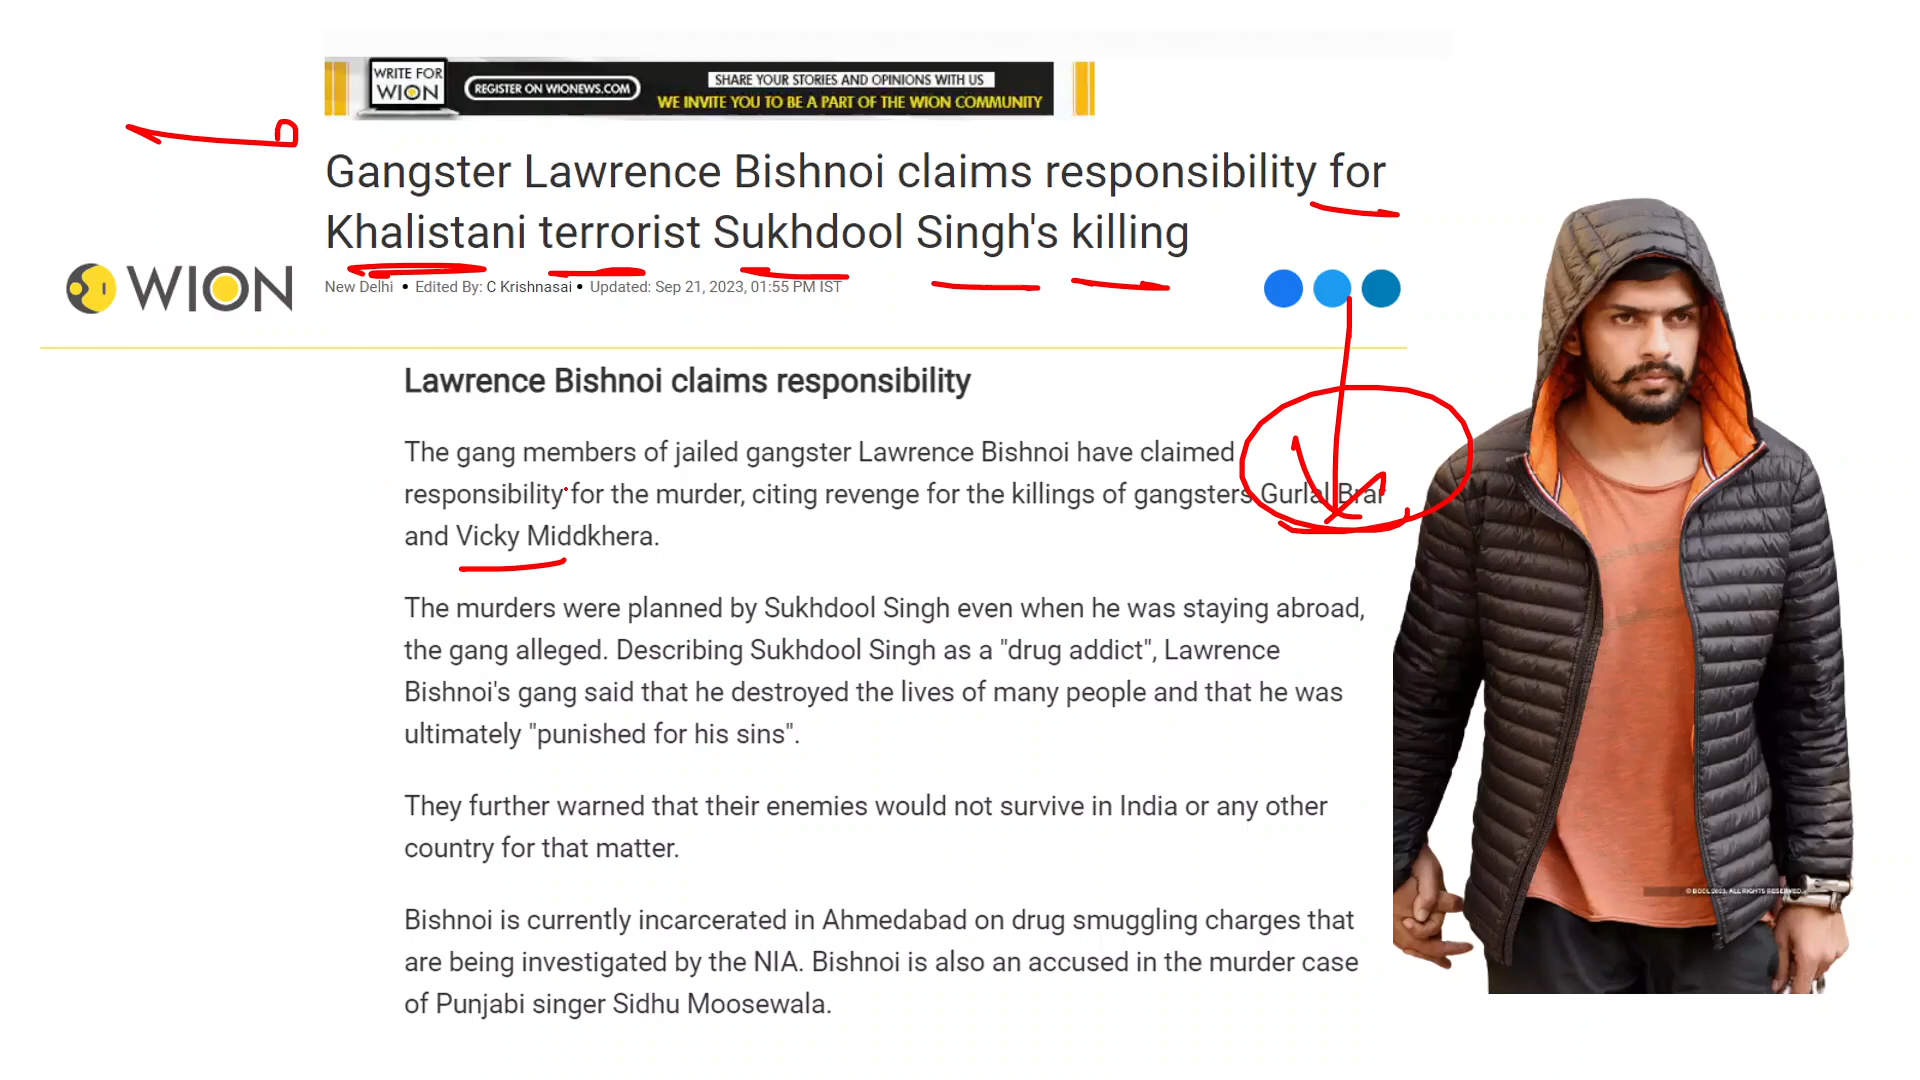 WRITE FOR
WION
REGISTER ON WIONEWS.COM
SHARE YOUR STORIES AND OPINIONS WITH US
WE INVITE YOU TO BE A PART OF THE WION COMMUNITY
Gangster Lawrence Bishnoi claims responsibility for
Khalistani terrorist Sukhdool Singh's killing
WION
New Delhi • Edited By: C Krishnasai • Updated: Sep 21, 2023, 01:55 PM IST
Lawrence Bishnoi claims responsibility
The gang members of jailed gangster Lawrence Bishnoi have claimed
responsibility for the murder, citing revenge for the killings of gangsters Gurlal Brar
and Vicky Middkhera.
The murders were planned by Sukhdool Singh even when he was staying abroad,
the gang alleged. Describing Sukhdool Singh as a "drug addict", Lawrence
Bishnoi's gang said that he destroyed the lives of many people and that he was
ultimately "punished for his sins".
They further warned that their enemies would not survive in India or any other
country for that matter.
Bishnoi is currently incarcerated in Ahmedabad on drug smuggling charges that
are being investigated by the NIA. Bishnoi is also an accused in the murder case
of Punjabi singer Sidhu Moosewala.
© BCCL 2023. ALL RIGHTS RESERVED.